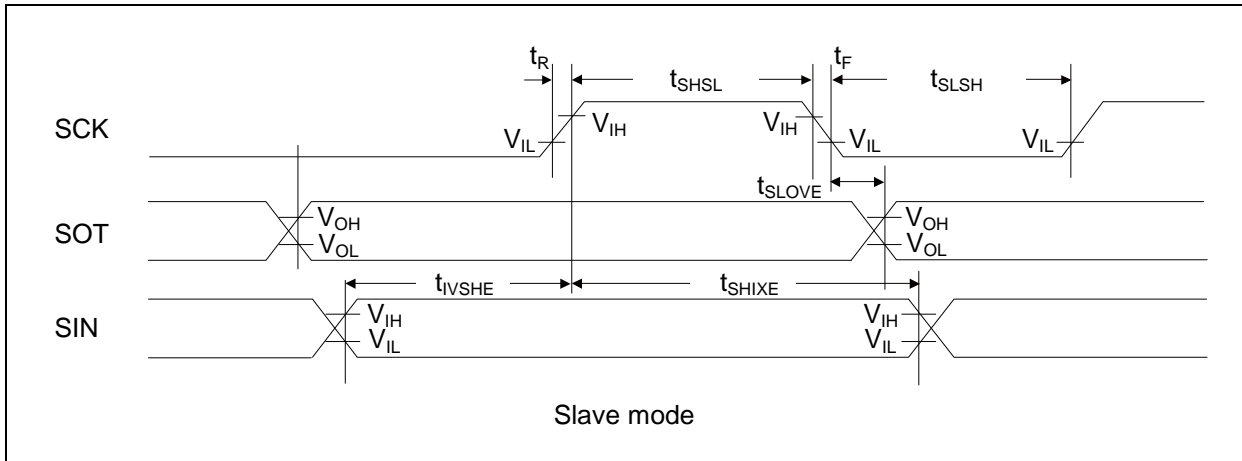 tR tSHSL tF tSLSH
SCK VIL VIH VIH VIL VIL
tSLOVE
SOT VOH VOL VOH VOL
tIVSHE tSHIXE
SIN VIH VIL VIH VIL
Slave mode